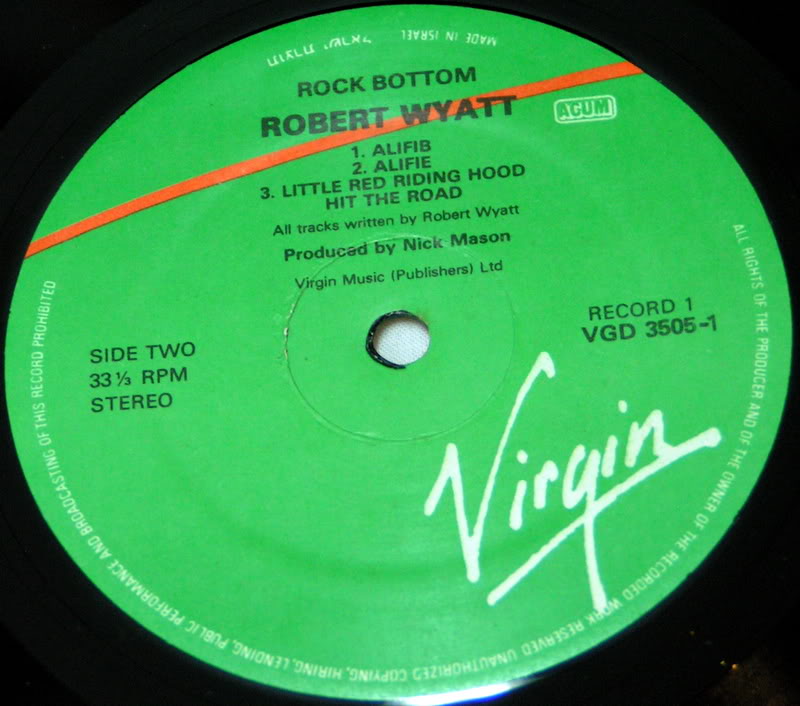 תוצרת ישראל MADE IN ISRAEL
ROCK BOTTOM
ROBERT WYATT
ACUM
1. ALIFIB
2. ALIFIE
3. LITTLE RED RIDING HOOD
HIT THE ROAD
All tracks written by Robert Wyatt
Produced by Nick Mason
Virgin Music (Publishers) Ltd
SIDE TWO
33⅓ RPM
STEREO
RECORD 1
VGD 3505-1
Virgin
ALL RIGHTS OF THE PRODUCER AND OF THE OWNER OF THE RECORDED WORK RESERVED UNAUTHORIZED COPYING, HIRING, LENDING, PUBLIC PERFORMANCE AND BROADCASTING OF THIS RECORD PROHIBITED